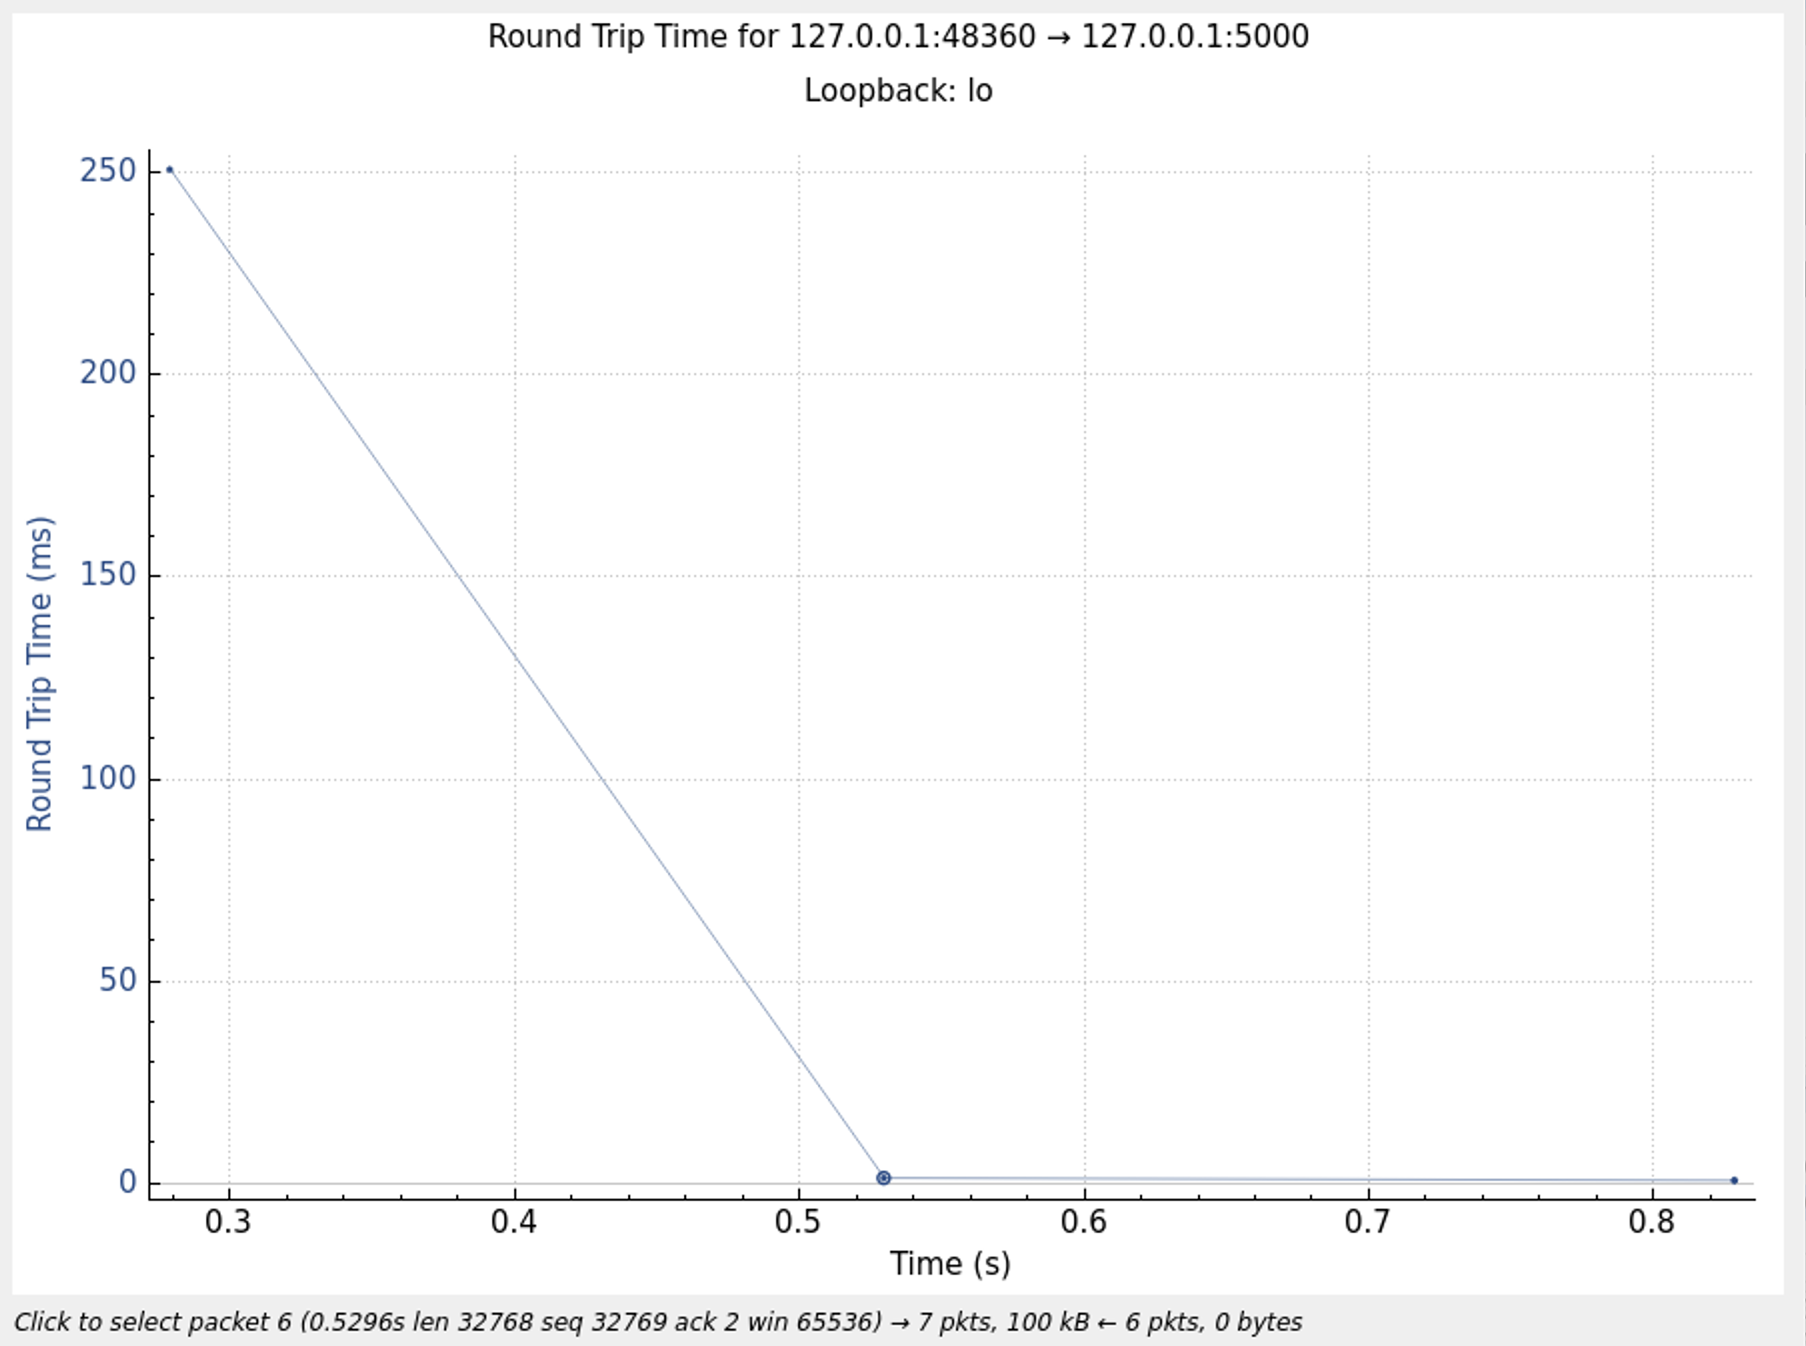 Round Trip Time for 127.0.0.1:48360 → 127.0.0.1:5000
Loopback: lo
250
200
150
100
50
0
Round Trip Time (ms)
0.3 0.4 0.5 0.6 0.7 0.8
Time (s)
Click to select packet 6 (0.5296s len 32768 seq 32769 ack 2 win 65536) → 7 pkts, 100 kB ← 6 pkts, 0 bytes